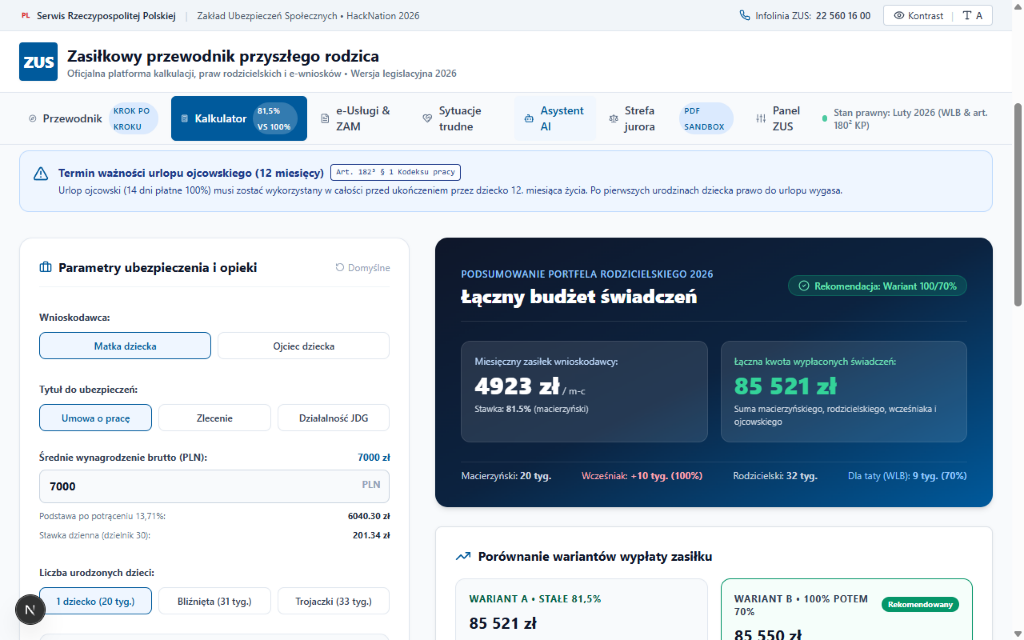 PL Serwis Rzeczypospolitej Polskiej | Zakład Ubezpieczeń Społecznych • HackNation 2026
Infolinia ZUS: 22 560 16 00
Kontrast | T A
ZUS
Zasiłkowy przewodnik przyszłego rodzica
Oficjalna platforma kalkulacji, praw rodzicielskich i e-wniosków • Wersja legislacyjna 2026
Przewodnik
KROK PO KROKU
Kalkulator
81,5% VS 100%
e-Usługi & ZAM
Sytuacje trudne
Asystent AI
Strefa jurora
PDF SANDBOX
Panel ZUS
Stan prawny: Luty 2026 (WLB & art. 180² KP)
Termin ważności urlopu ojcowskiego (12 miesięcy)
Art. 182³ § 1 Kodeksu pracy
Urlop ojcowski (14 dni płatne 100%) musi zostać wykorzystany w całości przed ukończeniem przez dziecko 12. miesiąca życia. Po pierwszych urodzinach dziecka prawo do urlopu wygasa.
Parametry ubezpieczenia i opieki
Domyślne
Wnioskodawca:
Matka dziecka
Ojciec dziecka
Tytuł do ubezpieczeń:
Umowa o pracę
Zlecenie
Działalność JDG
Średnie wynagrodzenie brutto (PLN):
7000 zł
7000
PLN
Podstawa po potrąceniu 13,71%:
6040.30 zł
Stawka dzienna (dzielnik 30):
201.34 zł
Liczba urodzonych dzieci:
1 dziecko (20 tyg.)
Bliźnięta (31 tyg.)
Trojaczki (33 tyg.)
N
PODSUMOWANIE PORTFELA RODZICIELSKIEGO 2026
Łączny budżet świadczeń
Rekomendacja: Wariant 100/70%
Miesięczny zasiłek wnioskodawcy:
4923 zł / m-c
Stawka: 81.5% (macierzyński)
Łączna kwota wypłaconych świadczeń:
85 521 zł
Suma macierzyńskiego, rodzicielskiego, wcześniaka i
ojcowskiego
Macierzyński: 20 tyg.
Wcześniak: +10 tyg. (100%)
Rodzicielski: 32 tyg.
Dla taty (WLB): 9 tyg. (70%)
Porównanie wariantów wypłaty zasiłku
WARIANT A • STAŁE 81,5%
85 521 zł
WARIANT B • 100% POTEM
70%
Rekomendowany
85 550 zł